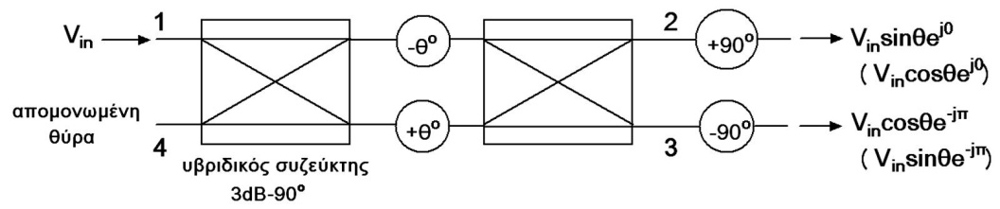 1
2
V_in
-θ°
+90°
V_in sinθe^{j0}
( V_in cosθe^{j0})
απομονωμένη
θύρα
4
+θ°
3
-90°
V_in cosθe^{-jπ}
( V_in sinθe^{-jπ})
υβριδικός συζεύκτης
3dB-90°